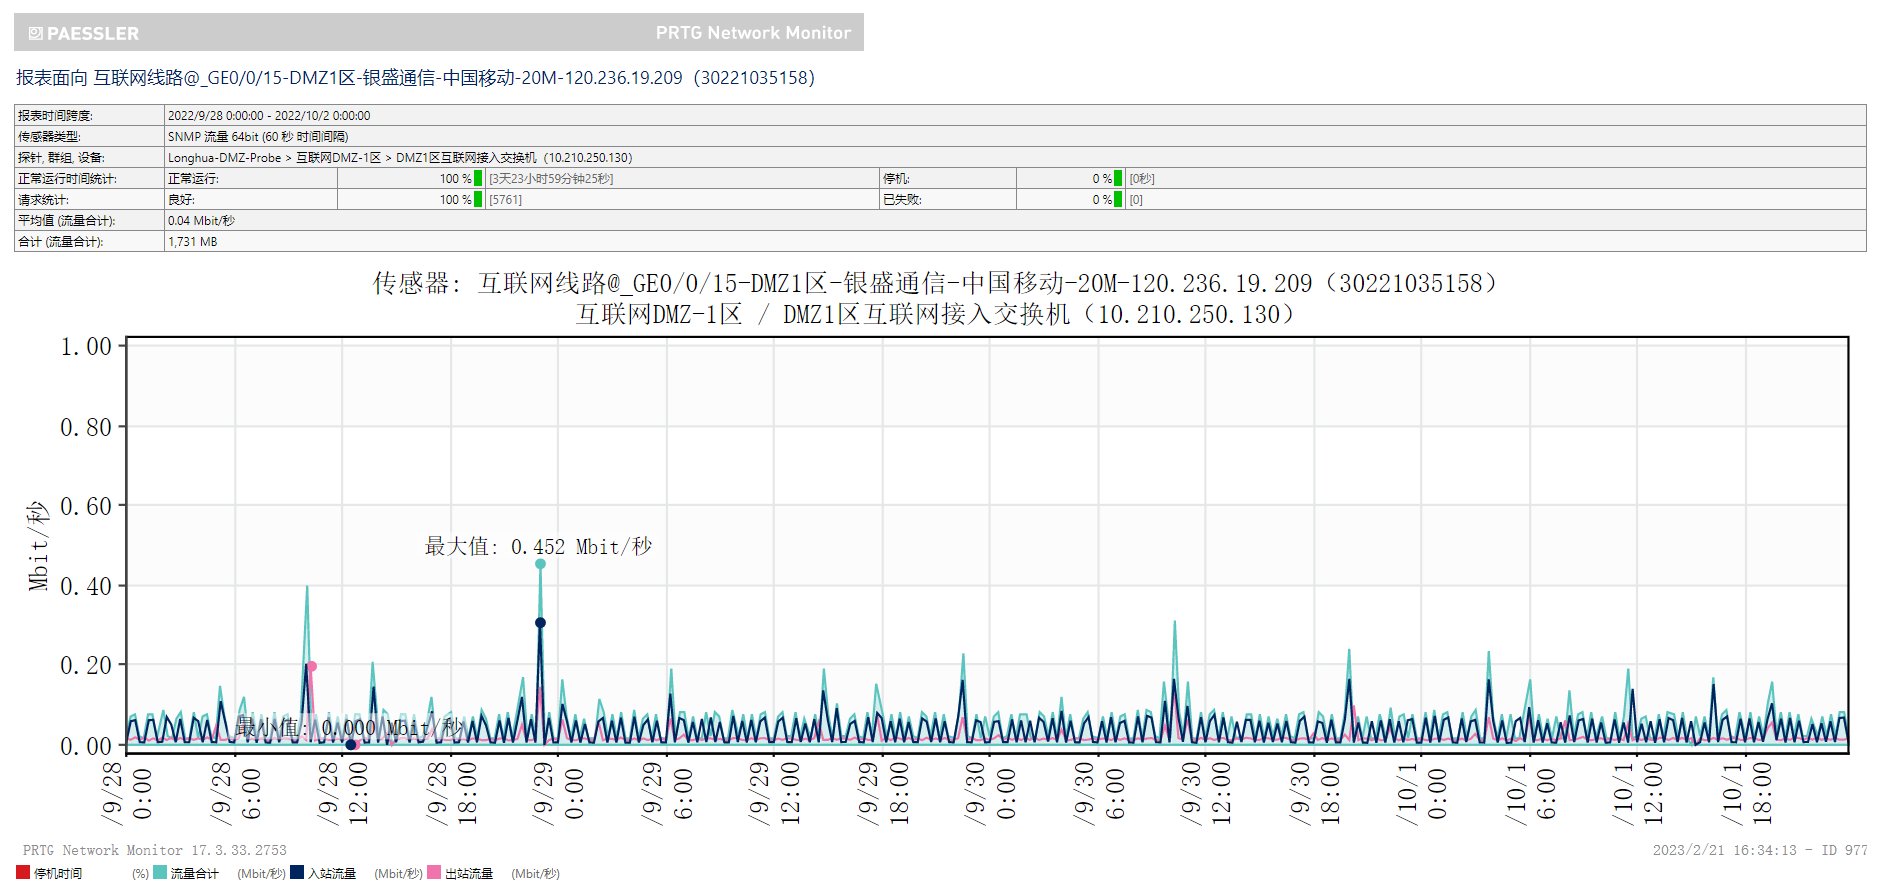 PAESSLER
PRTG Network Monitor
报表面向 互联网线路@_GE0/0/15-DMZ1区-银盛通信-中国移动-20M-120.236.19.209（30221035158）
报表时间跨度: 2022/9/28 0:00:00 - 2022/10/2 0:00:00
传感器类型: SNMP 流量 64bit (60 秒 时间间隔)
探针, 群组, 设备: Longhua-DMZ-Probe > 互联网DMZ-1区 > DMZ1区互联网接入交换机（10.210.250.130）
正常运行时间统计: 正常运行: 100 % [3天23小时59分钟25秒] 停机: 0 % [0秒]
请求统计: 良好: 100 % [5761] 已失败: 0 % [0]
平均值 (流量合计): 0.04 Mbit/秒
合计 (流量合计): 1,731 MB
传感器: 互联网线路@_GE0/0/15-DMZ1区-银盛通信-中国移动-20M-120.236.19.209（30221035158）
互联网DMZ-1区 / DMZ1区互联网接入交换机（10.210.250.130）
Mbit/秒
1.00
0.80
0.60
0.40
0.20
0.00
最大值: 0.452 Mbit/秒
最小值: 0.000 Mbit/秒
/9/28 0:00
/9/28 6:00
/9/28 12:00
/9/28 18:00
/9/29 0:00
/9/29 6:00
/9/29 12:00
/9/29 18:00
/9/30 0:00
/9/30 6:00
/9/30 12:00
/9/30 18:00
/10/1 0:00
/10/1 6:00
/10/1 12:00
/10/1 18:00
PRTG Network Monitor 17.3.33.2753
2023/2/21 16:34:13 - ID 977
停机时间 (%) 流量合计 (Mbit/秒) 入站流量 (Mbit/秒) 出站流量 (Mbit/秒)